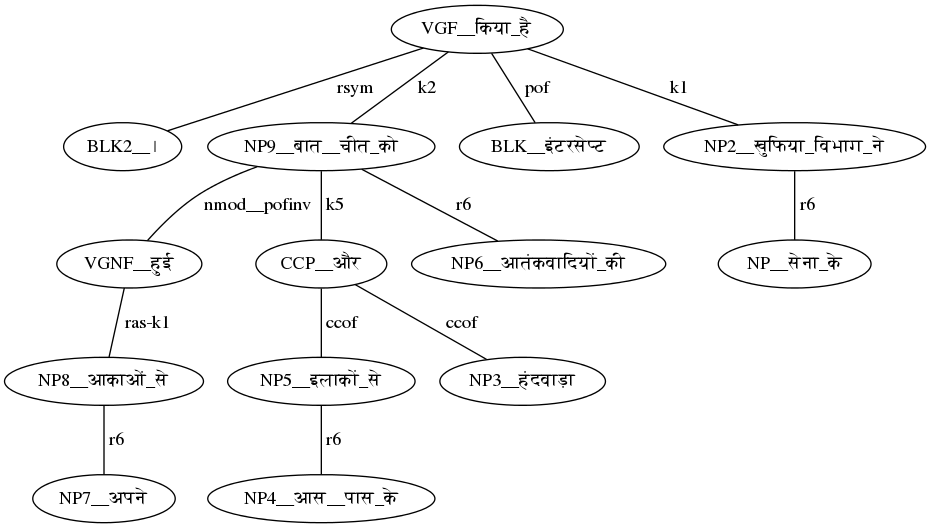 VGF__किया_है
rsym k2 pof k1
BLK2__। NP9__बात__चीत_को BLK__इंटरसेप्ट NP2__खुफिया_विभाग_ने
nmod__pofinv k5 r6 r6
VGNF__हुई CCP__और NP6__आतंकवादियों_की NP__सेना_के
ras-k1 ccof ccof
NP8__आकाओं_से NP5__इलाकों_से NP3__हंदवाड़ा
r6 r6
NP7__अपने NP4__आस__पास_के